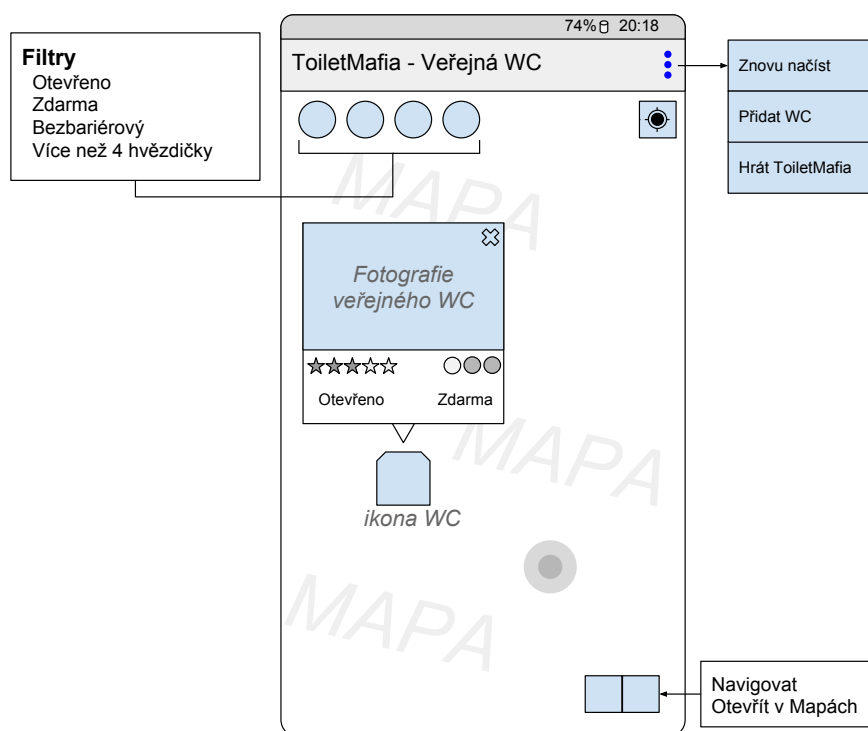 74% 20:18
Filtry
Otevřeno
Zdarma
Bezbariérový
Více než 4 hvězdičky
ToiletMafia - Veřejná WC
Znovu načíst
Přidat WC
Hrát ToiletMafia
MAPA
Fotografie
veřejného WC
Otevřeno Zdarma
MAPA
ikona WC
MAPA
Navigovat
Otevřít v Mapách